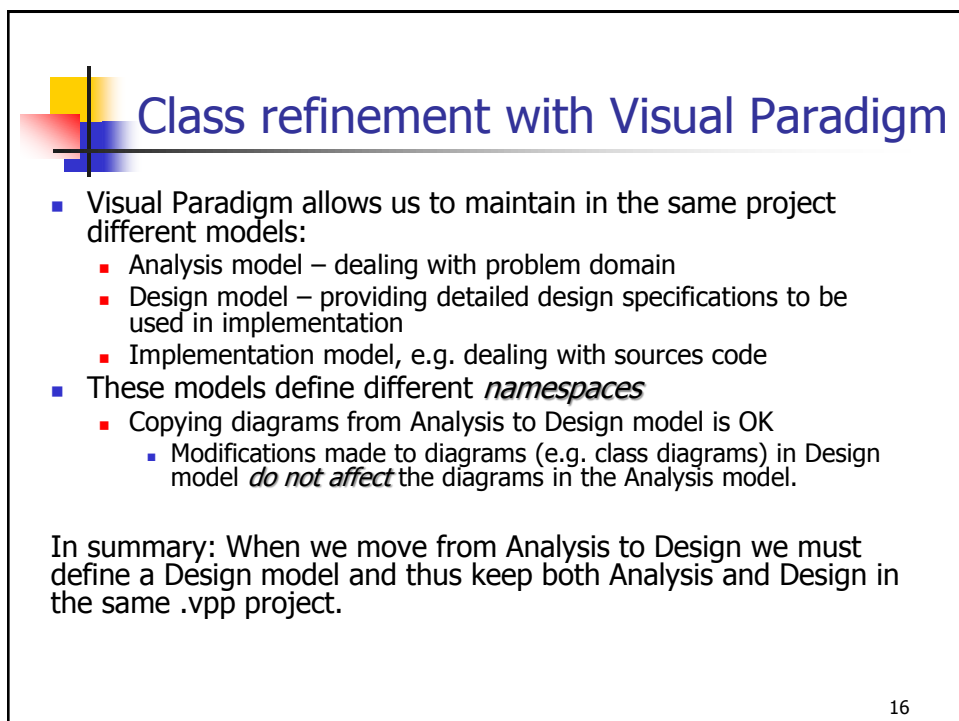 Class refinement with Visual Paradigm
Visual Paradigm allows us to maintain in the same project
different models:
Analysis model – dealing with problem domain
Design model – providing detailed design specifications to be
used in implementation
Implementation model, e.g. dealing with sources code
These models define different namespaces
Copying diagrams from Analysis to Design model is OK
Modifications made to diagrams (e.g. class diagrams) in Design
model do not affect the diagrams in the Analysis model.
In summary: When we move from Analysis to Design we must
define a Design model and thus keep both Analysis and Design in
the same .vpp project.
16